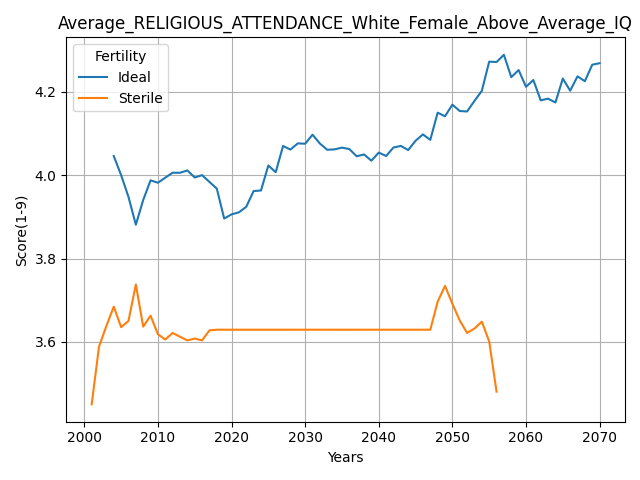 Average_RELIGIOUS_ATTENDANCE_White_Female_Above_Average_IQ
Fertility
Ideal
Sterile
4.2
4.0
3.8
3.6
Score(1-9)
2000 2010 2020 2030 2040 2050 2060 2070
Years